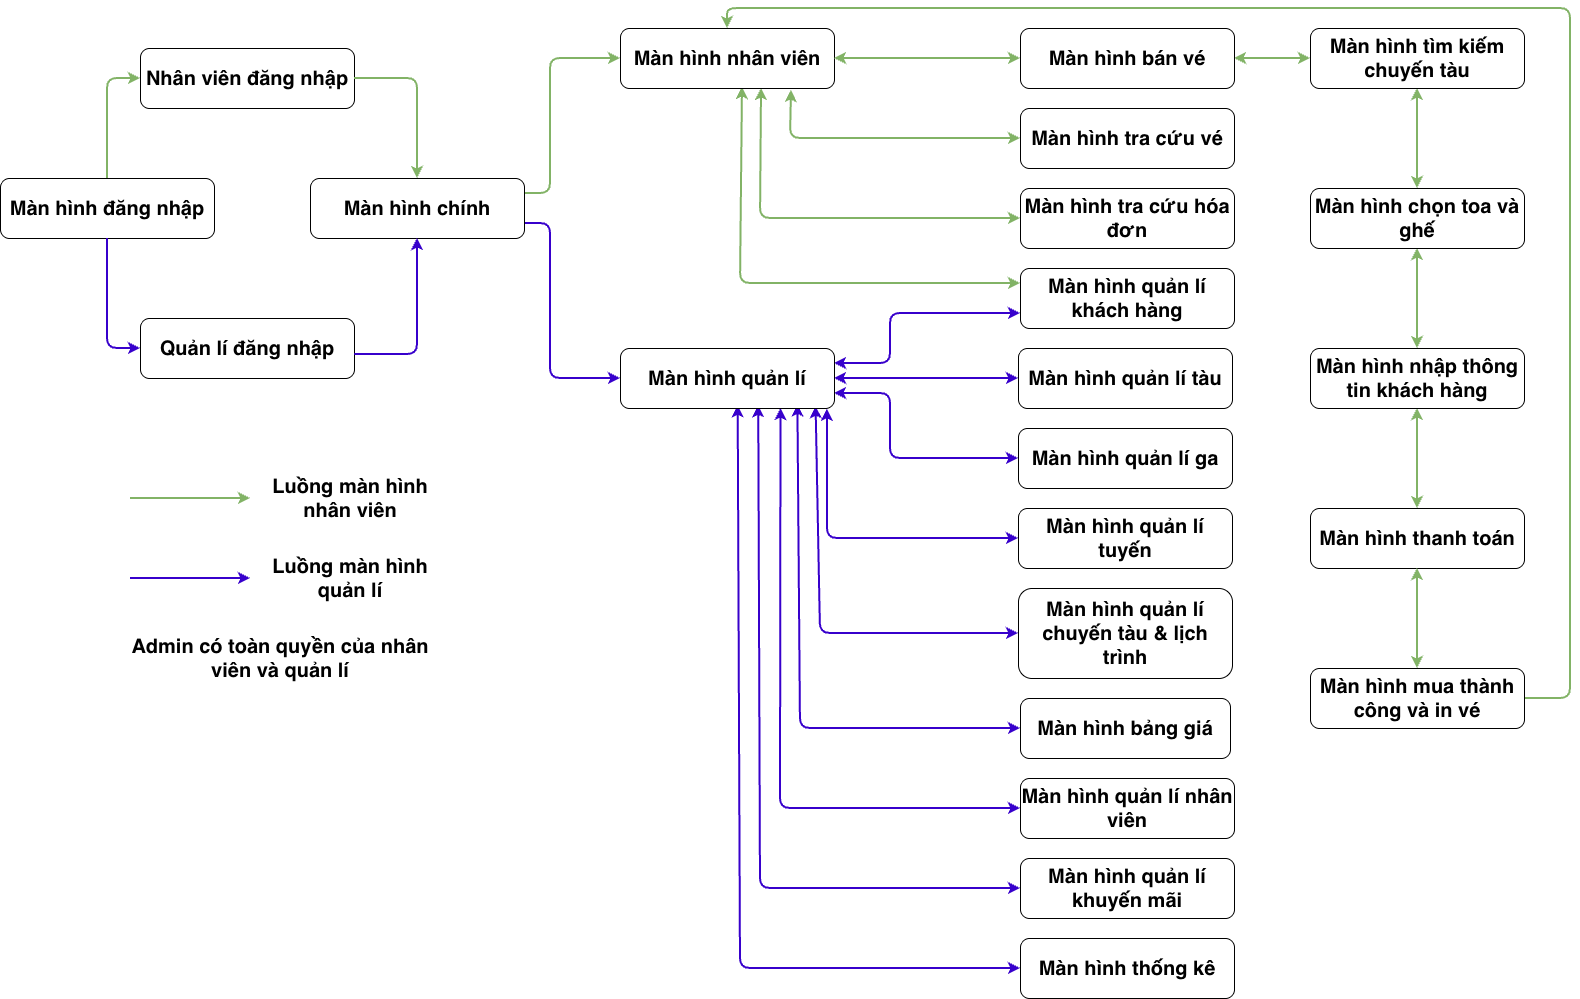 Màn hình đăng nhập
Nhân viên đăng nhập
Quản lí đăng nhập
Màn hình chính
Màn hình nhân viên
Màn hình quản lí
Màn hình bán vé
Màn hình tra cứu vé
Màn hình tra cứu hóa
đơn
Màn hình quản lí
khách hàng
Màn hình quản lí tàu
Màn hình quản lí ga
Màn hình quản lí
tuyến
Màn hình quản lí
chuyến tàu & lịch
trình
Màn hình bảng giá
Màn hình quản lí nhân
viên
Màn hình quản lí
khuyến mãi
Màn hình thống kê
Màn hình tìm kiếm
chuyến tàu
Màn hình chọn toa và
ghế
Màn hình nhập thông
tin khách hàng
Màn hình thanh toán
Màn hình mua thành
công và in vé
Luồng màn hình
nhân viên
Luồng màn hình
quản lí
Admin có toàn quyền của nhân
viên và quản lí